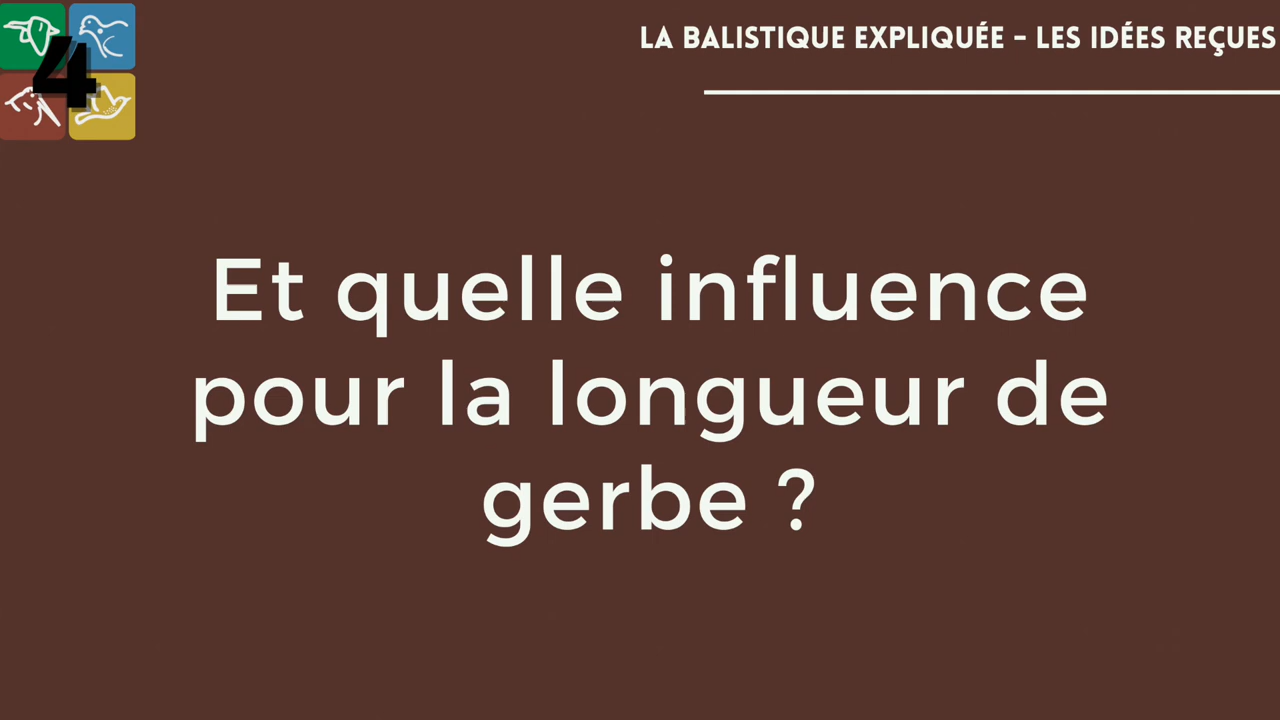 4
LA BALISTIQUE EXPLIQUÉE - LES IDÉES REÇUES
Et quelle influence
pour la longueur de
gerbe ?